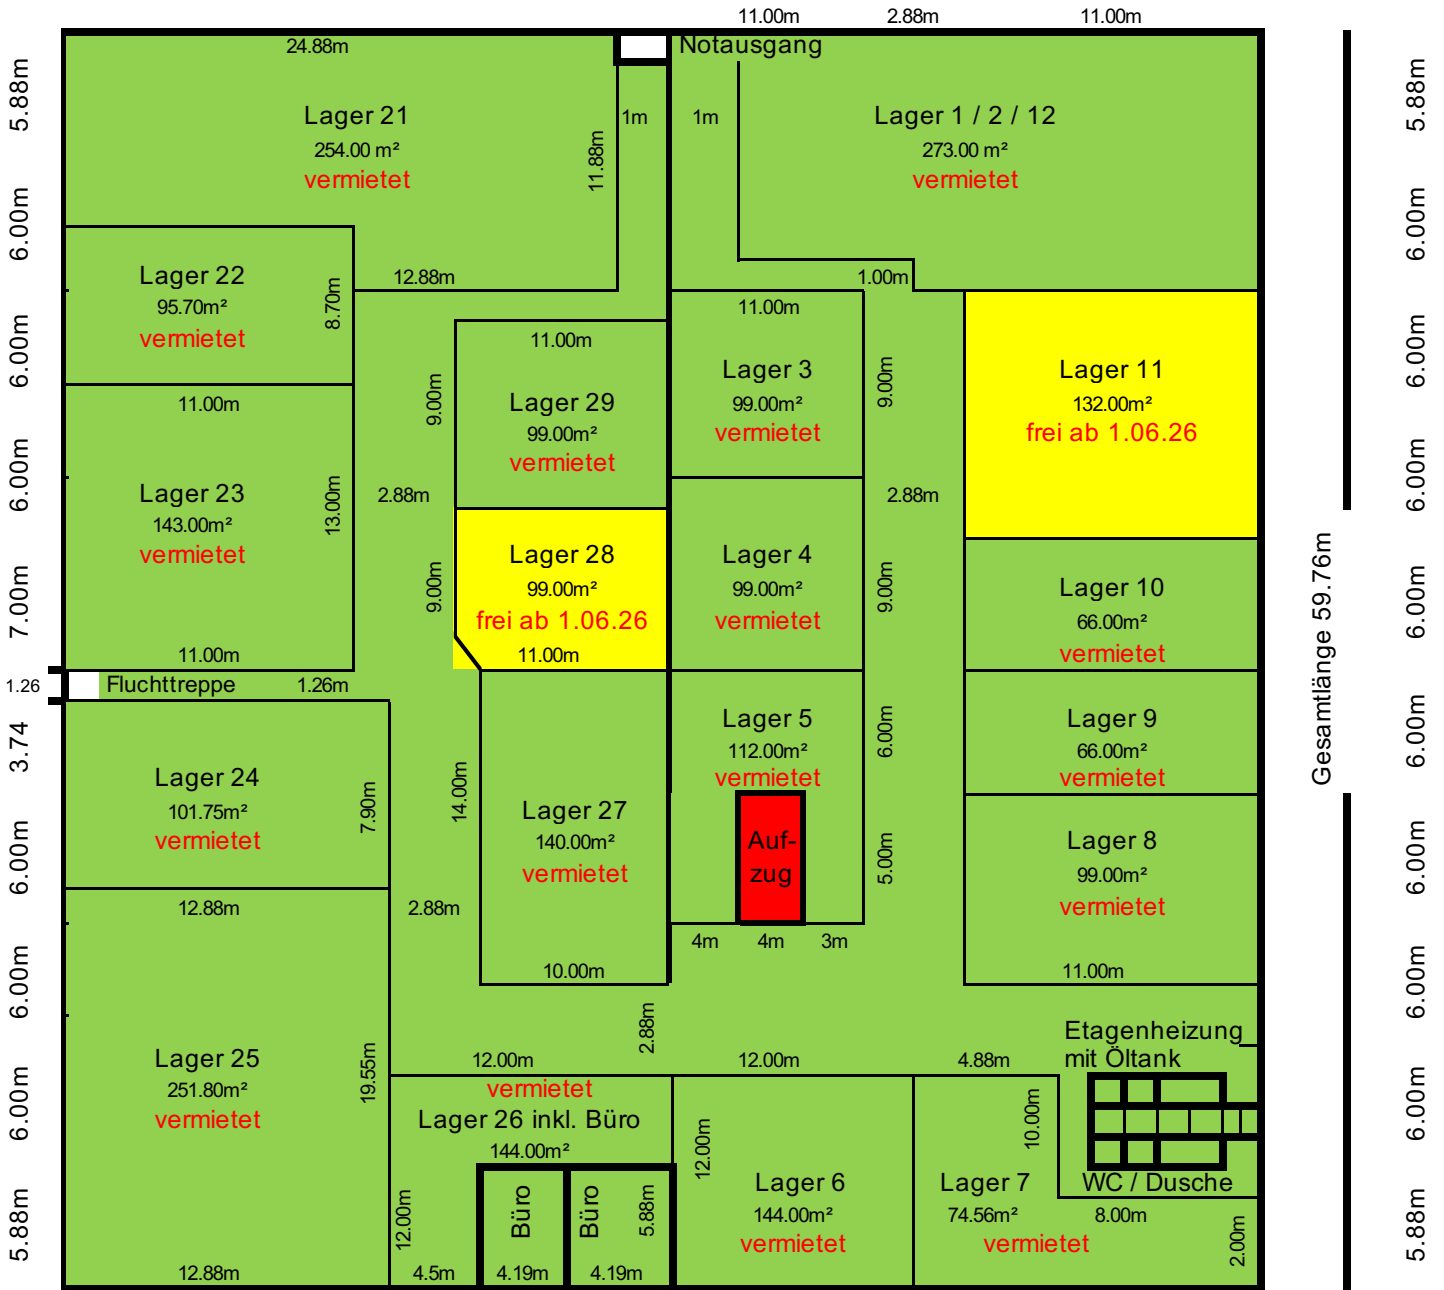 11.00m
2.88m
11.00m
24.88m
Notausgang
5.88m
6.00m
6.00m
6.00m
7.00m
1.26
3.74
6.00m
6.00m
6.00m
5.88m
Lager 21
254.00 m²
vermietet
11.88m
1m
1m
Lager 1 / 2 / 12
273.00 m²
vermietet
12.88m
1.00m
Lager 22
95.70m²
vermietet
8.70m
11.00m
Lager 23
143.00m²
vermietet
13.00m
11.00m
2.88m
11.00m
9.00m
Lager 29
99.00m²
vermietet
9.00m
Lager 28
99.00m²
frei ab 1.06.26
11.00m
11.00m
Lager 3
99.00m²
vermietet
9.00m
2.88m
Lager 4
99.00m²
vermietet
9.00m
Lager 11
132.00m²
frei ab 1.06.26
Lager 10
66.00m²
vermietet
Fluchttreppe
1.26m
Lager 24
101.75m²
vermietet
7.90m
12.88m
2.88m
14.00m
Lager 27
140.00m²
vermietet
10.00m
Lager 5
112.00m²
vermietet
6.00m
Auf-
zug
5.00m
4m
4m
3m
Lager 9
66.00m²
vermietet
Lager 8
99.00m²
vermietet
11.00m
Lager 25
251.80m²
vermietet
19.55m
12.88m
2.88m
12.00m
vermietet
Lager 26 inkl. Büro
144.00m²
12.00m
4.5m
Büro
4.19m
Büro
5.88m
4.19m
12.00m
12.00m
Lager 6
144.00m²
vermietet
4.88m
10.00m
Lager 7
74.56m²
vermietet
Etagenheizung
mit Öltank
WC / Dusche
8.00m
2.00m
Gesamtlänge 59.76m
5.88m
6.00m
6.00m
6.00m
6.00m
6.00m
6.00m
6.00m
6.00m
5.88m